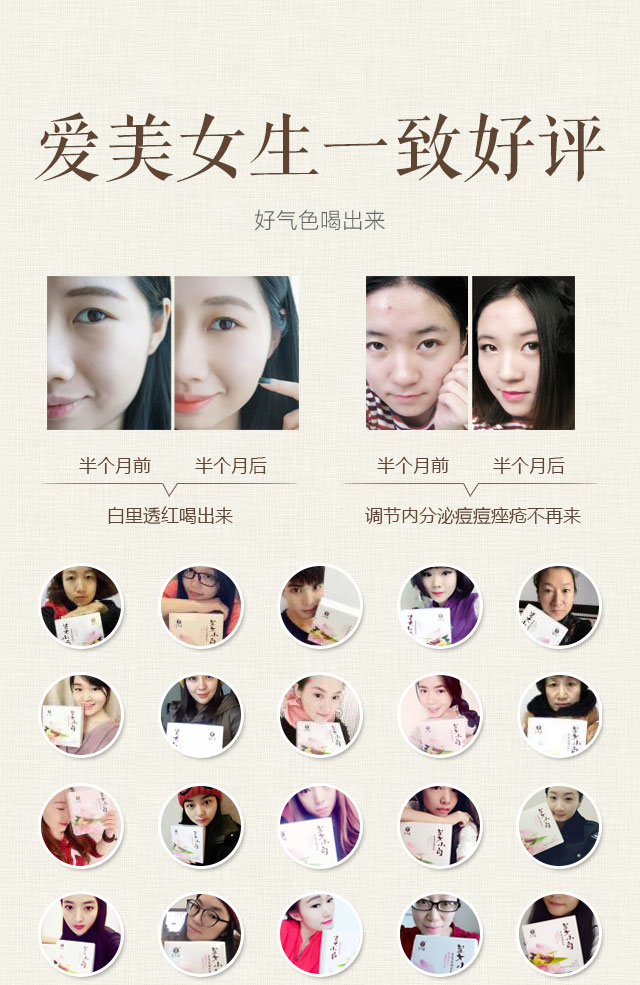 爱美女生一致好评
好气色喝出来
半个月前 半个月后
半个月前 半个月后
白里透红喝出来
调节内分泌痘痘痤疮不再来